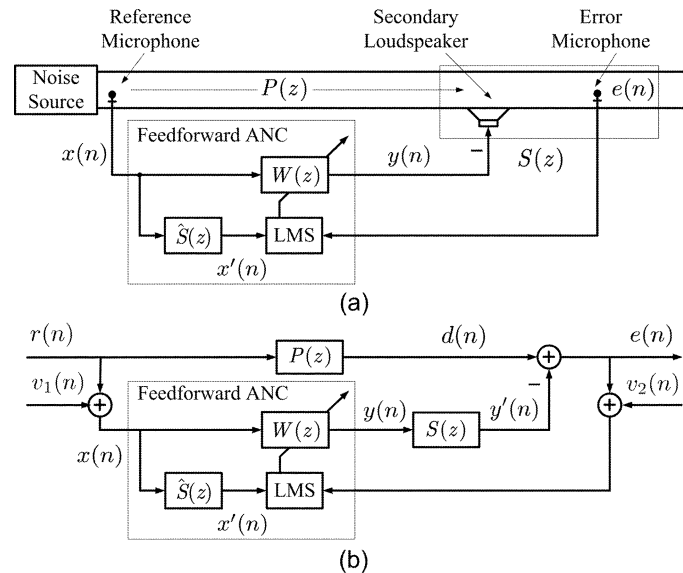 Reference
Microphone
Secondary
Loudspeaker
Error
Microphone
Noise
Source
P(z)
e(n)
Feedforward ANC
x(n)
W(z)
y(n)
−
S(z)
Ŝ(z)
LMS
x′(n)
(a)
r(n)
d(n)
e(n)
P(z)
v₁(n)
Feedforward ANC
−
v₂(n)
x(n)
W(z)
y(n)
S(z)
y′(n)
Ŝ(z)
LMS
x′(n)
(b)